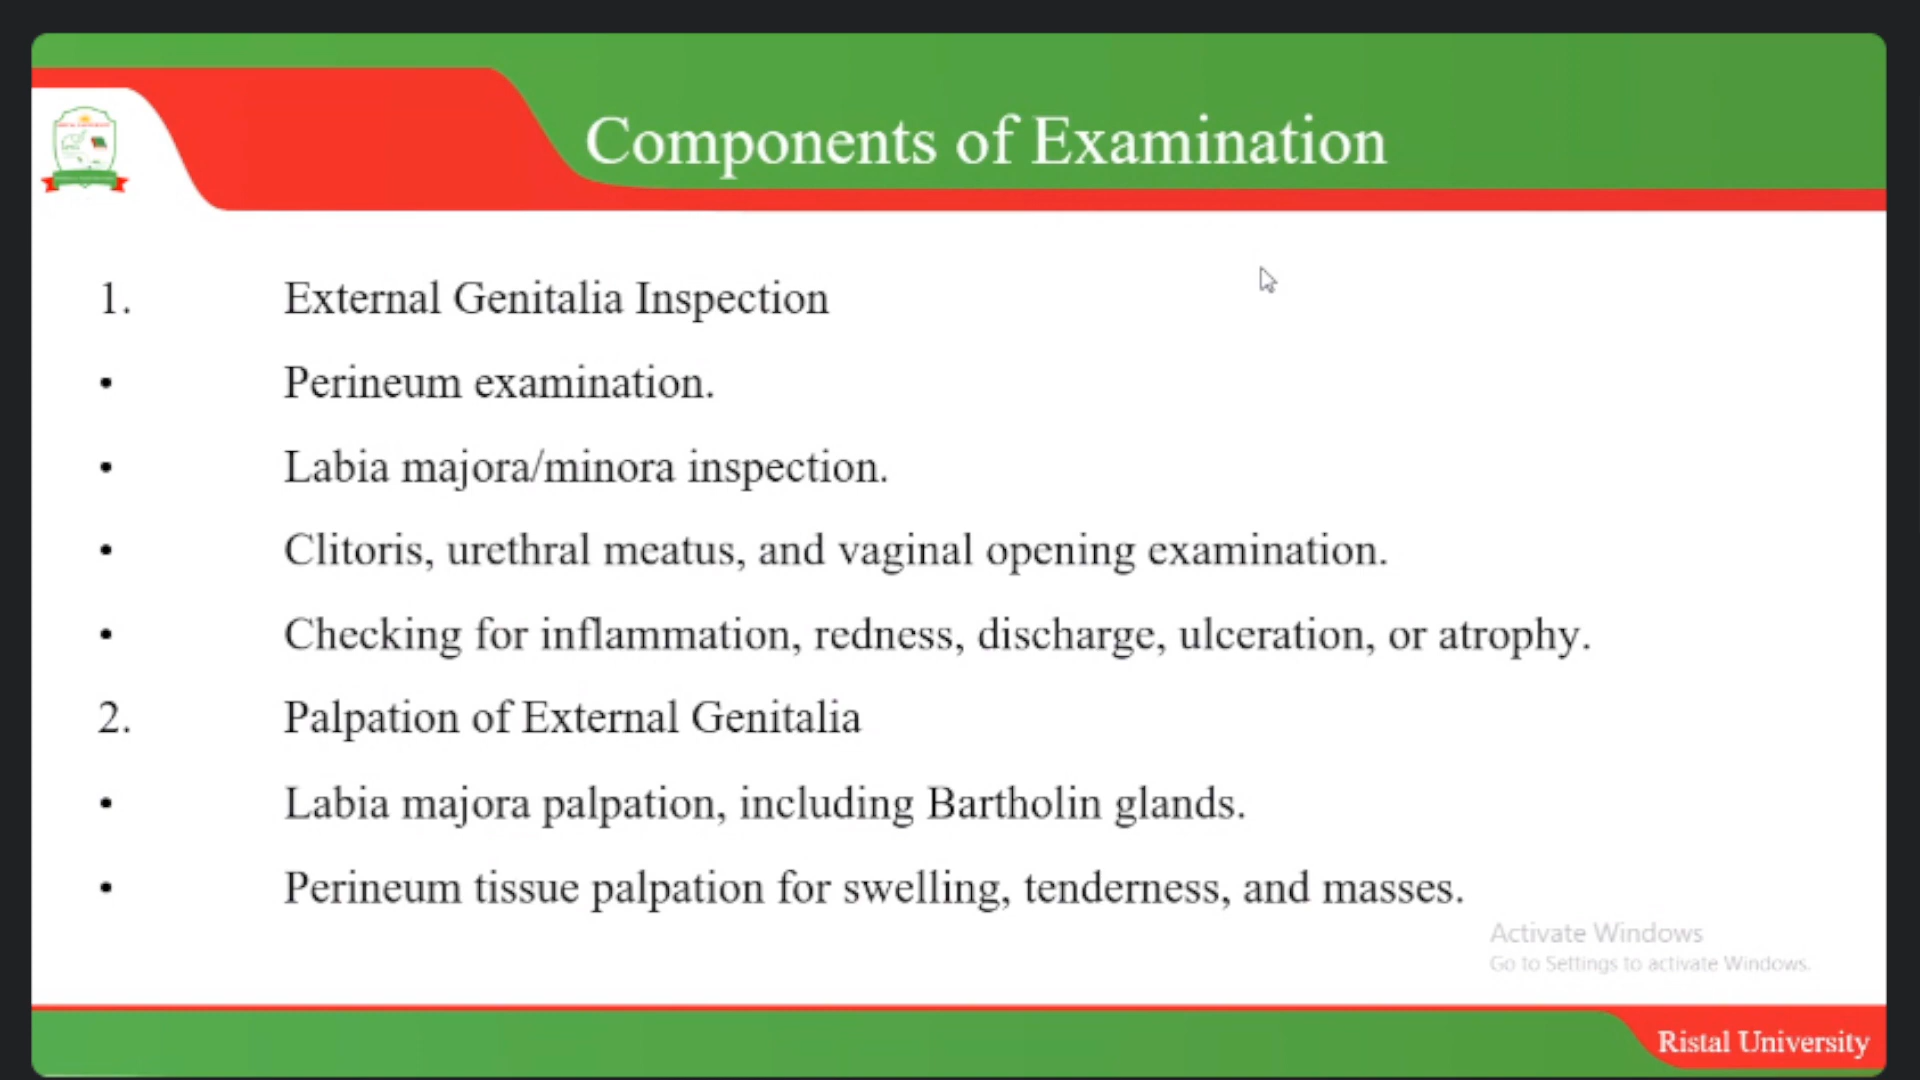 Components of Examination
1. External Genitalia Inspection
• Perineum examination.
• Labia majora/minora inspection.
• Clitoris, urethral meatus, and vaginal opening examination.
• Checking for inflammation, redness, discharge, ulceration, or atrophy.
2. Palpation of External Genitalia
• Labia majora palpation, including Bartholin glands.
• Perineum tissue palpation for swelling, tenderness, and masses.
Activate Windows
Go to Settings to activate Windows.
Ristal University